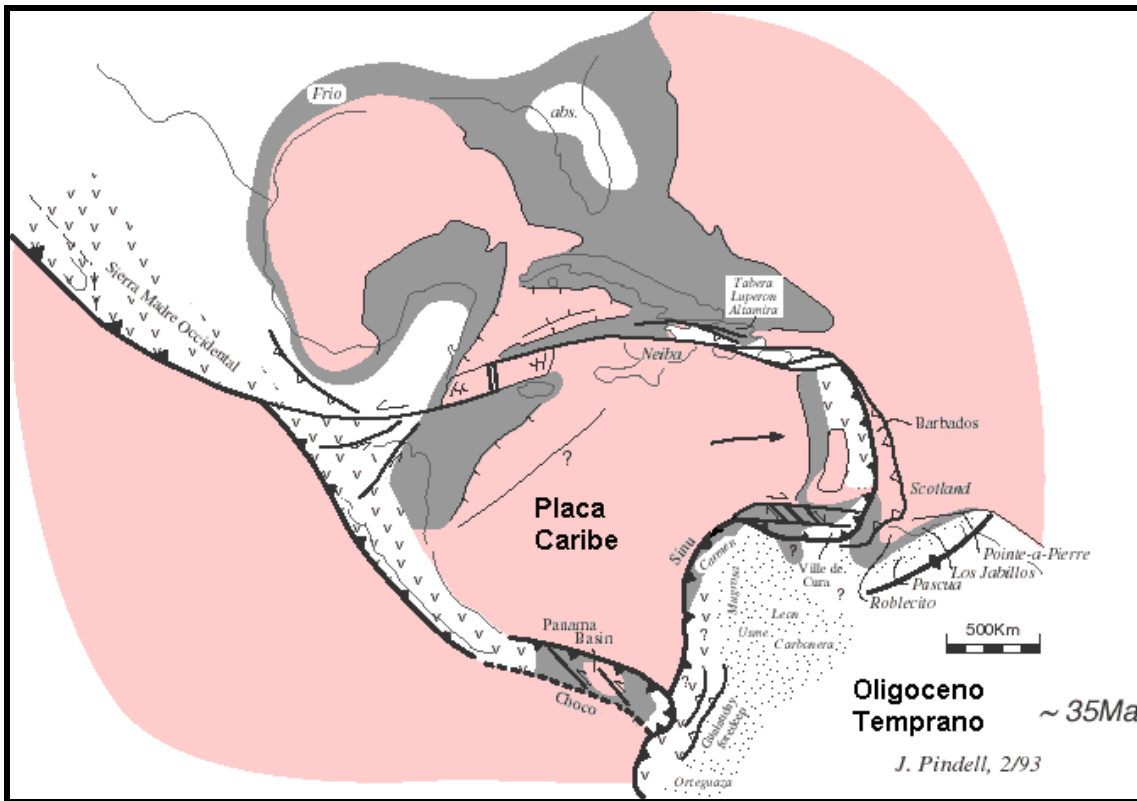 Frio
abs.
Sierra Madre Occidental
Tabera
Luperon
Altamira
Neiba
Barbados
?
Scotland
Placa
Caribe
Sinu
Carmen
Mugrosa
?
Ville de
Cura
?
Pointe-a-Pierre
Los Jabillos
Pascua
Roblecito
Leon
Usme
Carbonera
?
500Km
Panama
Basin
Choco
?
foredeep
Oligoceno
Temprano
~ 35Ma
J. Pindell, 2/93
Orteguaza